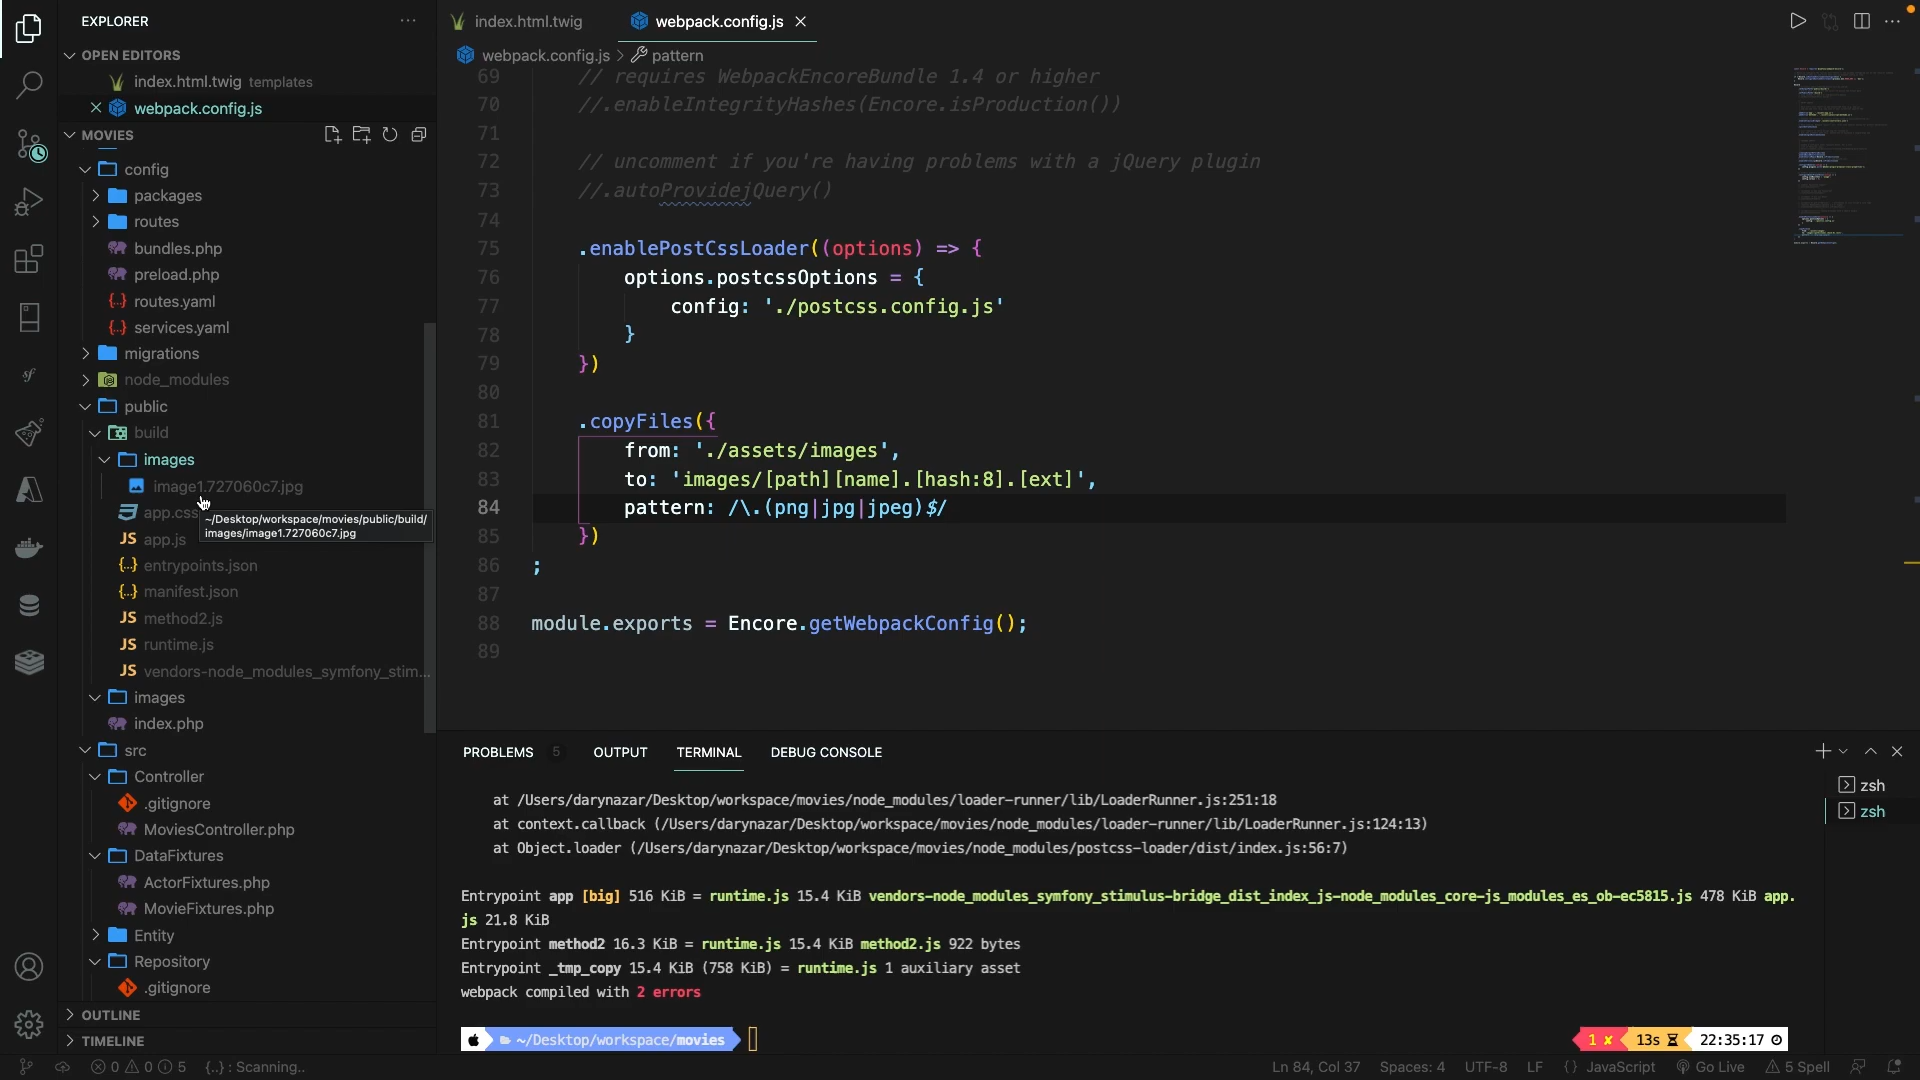 EXPLORER
OPEN EDITORS
index.html.twig templates
webpack.config.js
MOVIES
config
packages
routes
bundles.php
preload.php
routes.yaml
services.yaml
migrations
node_modules
public
build
images
image1.727060c7.jpg
app.css
~/Desktop/workspace/movies/public/build/
images/image1.727060c7.jpg
app.js
entrypoints.json
manifest.json
method2.js
runtime.js
vendors-node_modules_symfony_stim...
images
index.php
src
Controller
.gitignore
MoviesController.php
DataFixtures
ActorFixtures.php
MovieFixtures.php
Entity
Repository
.gitignore
OUTLINE
TIMELINE
index.html.twig
webpack.config.js
webpack.config.js > pattern
69 // requires WebpackEncoreBundle 1.4 or higher
70 //.enableIntegrityHashes(Encore.isProduction())
71
72 // uncomment if you're having problems with a jQuery plugin
73 //.autoProvidejQuery()
74
75 .enablePostCssLoader((options) => {
76 options.postcssOptions = {
77 config: './postcss.config.js'
78 }
79 })
80
81 .copyFiles({
82 from: './assets/images',
83 to: 'images/[path][name].[hash:8].[ext]',
84 pattern: /\.(png|jpg|jpeg)$/
85 })
86 ;
87
88 module.exports = Encore.getWebpackConfig();
89
PROBLEMS 5 OUTPUT TERMINAL DEBUG CONSOLE
zsh
zsh
at /Users/darynazar/Desktop/workspace/movies/node_modules/loader-runner/lib/LoaderRunner.js:251:18
at context.callback (/Users/darynazar/Desktop/workspace/movies/node_modules/loader-runner/lib/LoaderRunner.js:124:13)
at Object.loader (/Users/darynazar/Desktop/workspace/movies/node_modules/postcss-loader/dist/index.js:56:7)
Entrypoint app [big] 516 KiB = runtime.js 15.4 KiB vendors-node_modules_symfony_stimulus-bridge_dist_index_js-node_modules_core-js_modules_es_ob-ec5815.js 478 KiB app.
js 21.8 KiB
Entrypoint method2 16.3 KiB = runtime.js 15.4 KiB method2.js 922 bytes
Entrypoint _tmp_copy 15.4 KiB (758 KiB) = runtime.js 1 auxiliary asset
webpack compiled with 2 errors
~/Desktop/workspace/movies 1 ✘ 13s 22:35:17
0 0 5 {..} : Scanning.. Ln 84, Col 37 Spaces: 4 UTF-8 LF {} JavaScript Go Live 5 Spell